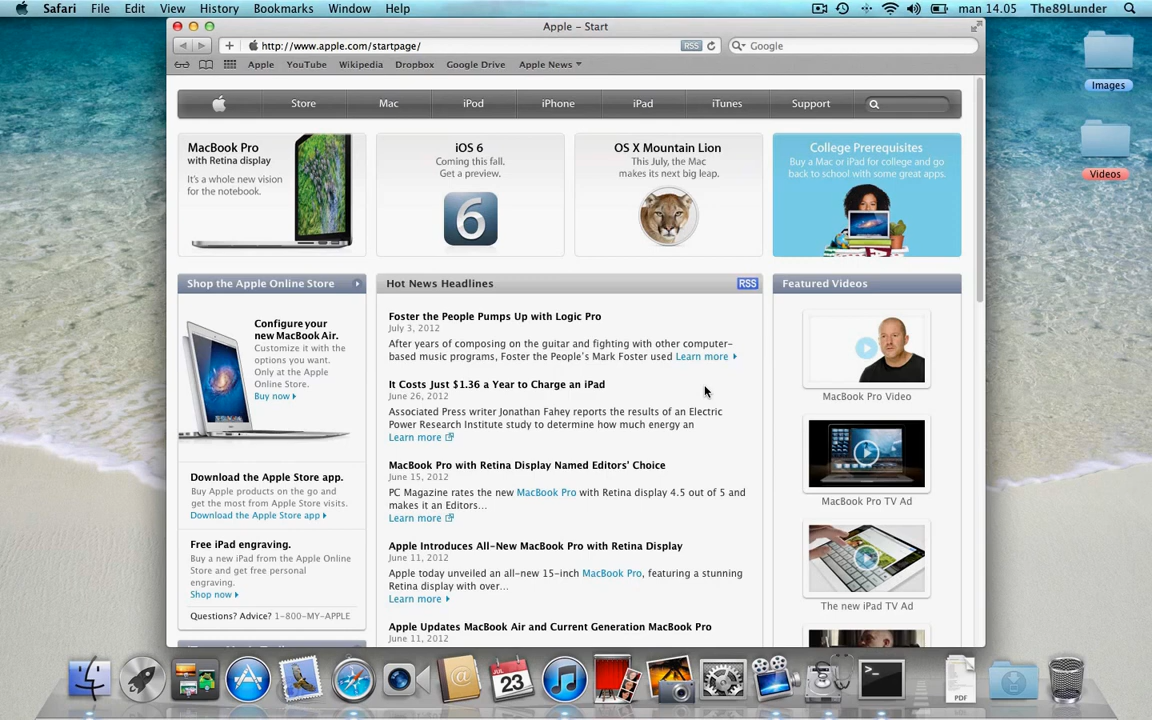 Safari File Edit View History Bookmarks Window Help man 14.05 The89Lunder
Apple – Start
http://www.apple.com/startpage/ RSS Google
Apple YouTube Wikipedia Dropbox Google Drive Apple News
Images
Videos
Store Mac iPod iPhone iPad iTunes Support
MacBook Pro
with Retina display
It's a whole new vision
for the notebook.
iOS 6
Coming this fall.
Get a preview.
6
OS X Mountain Lion
This July, the Mac
makes its next big leap.
College Prerequisites
Buy a Mac or iPad for college and go
back to school with some great apps.
Shop the Apple Online Store
Configure your
new MacBook Air.
Customize it with the
options you want.
Only at the Apple
Online Store.
Buy now
Download the Apple Store app.
Buy Apple products on the go and
get the most from Apple Store visits.
Download the Apple Store app
Free iPad engraving.
Buy a new iPad from the Apple Online
Store and get free personal
engraving.
Shop now
Questions? Advice? 1-800-MY-APPLE
Hot News Headlines RSS
Foster the People Pumps Up with Logic Pro
July 3, 2012
After years of composing on the guitar and fighting with other computer-
based music programs, Foster the People's Mark Foster used Learn more
It Costs Just $1.36 a Year to Charge an iPad
June 26, 2012
Associated Press writer Jonathan Fahey reports the results of an Electric
Power Research Institute study to determine how much energy an
Learn more
MacBook Pro with Retina Display Named Editors' Choice
June 15, 2012
PC Magazine rates the new MacBook Pro with Retina display 4.5 out of 5 and
makes it an Editors...
Learn more
Apple Introduces All-New MacBook Pro with Retina Display
June 11, 2012
Apple today unveiled an all-new 15-inch MacBook Pro, featuring a stunning
Retina display with over...
Learn more
Apple Updates MacBook Air and Current Generation MacBook Pro
June 11, 2012
Featured Videos
MacBook Pro Video
MacBook Pro TV Ad
The new iPad TV Ad
JUL
23
PDF